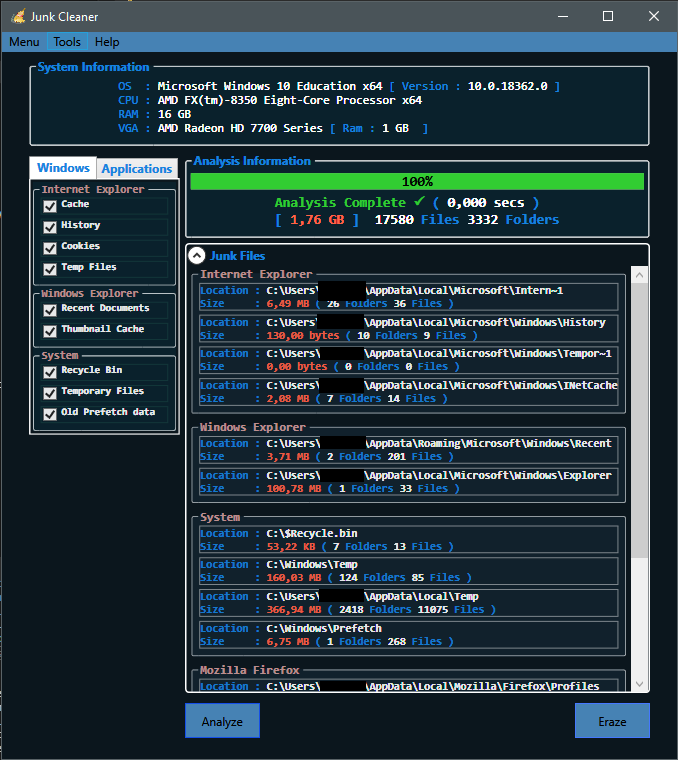 Junk Cleaner
Menu Tools Help
System Information
OS : Microsoft Windows 10 Education x64 [ Version : 10.0.18362.0 ]
CPU : AMD FX(tm)-8350 Eight-Core Processor x64
RAM : 16 GB
VGA : AMD Radeon HD 7700 Series [ Ram : 1 GB ]
Windows Applications
Internet Explorer
Cache
History
Cookies
Temp Files
Windows Explorer
Recent Documents
Thumbnail Cache
System
Recycle Bin
Temporary Files
Old Prefetch data
Analysis Information
100%
Analysis Complete ✓ ( 0,000 secs )
[ 1,76 GB ] 17580 Files 3332 Folders
Junk Files
Internet Explorer
Location : C:\Users\ \AppData\Local\Microsoft\Intern~1
Size : 6,49 MB ( 26 Folders 36 Files )
Location : C:\Users\ \AppData\Local\Microsoft\Windows\History
Size : 130,00 bytes ( 10 Folders 9 Files )
Location : C:\Users\ \AppData\Local\Microsoft\Windows\Tempor~1
Size : 0,00 bytes ( 0 Folders 0 Files )
Location : C:\Users\ \AppData\Local\Microsoft\Windows\INetCache
Size : 2,08 MB ( 7 Folders 14 Files )
Windows Explorer
Location : C:\Users\ \AppData\Roaming\Microsoft\Windows\Recent
Size : 3,71 MB ( 2 Folders 201 Files )
Location : C:\Users\ \AppData\Local\Microsoft\Windows\Explorer
Size : 100,78 MB ( 1 Folders 33 Files )
System
Location : C:\$Recycle.bin
Size : 53,22 KB ( 7 Folders 13 Files )
Location : C:\Windows\Temp
Size : 160,03 MB ( 124 Folders 85 Files )
Location : C:\Users\ \AppData\Local\Temp
Size : 366,94 MB ( 2418 Folders 11075 Files )
Location : C:\Windows\Prefetch
Size : 6,75 MB ( 1 Folders 268 Files )
Mozilla Firefox
Location : C:\Users\ \AppData\Local\Mozilla\Firefox\Profiles
Analyze
Eraze